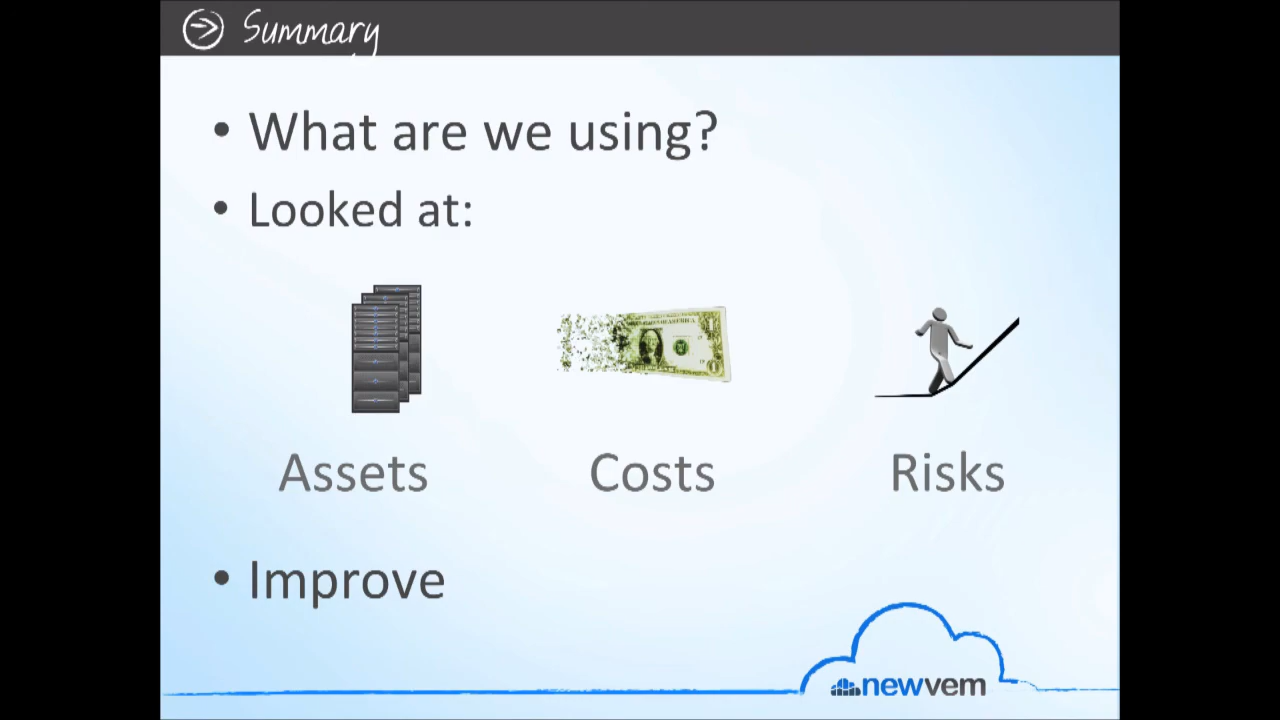 Summary
• What are we using?
• Looked at:
Assets Costs Risks
• Improve
newvem